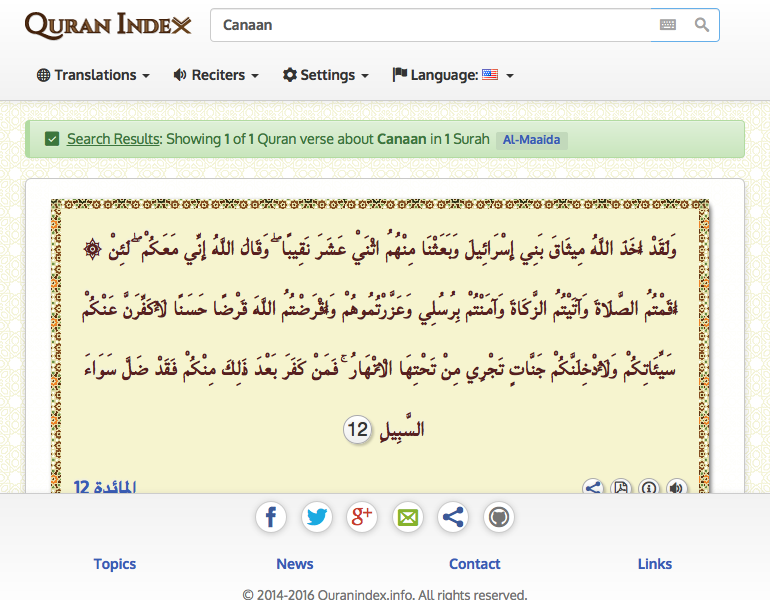 QURAN INDEX
Canaan
Translations Reciters Settings Language:
Search Results: Showing 1 of 1 Quran verse about Canaan in 1 Surah Al-Maaida
وَلَقَدْ أَخَذَ اللَّهُ مِيثَاقَ بَنِي إِسْرَائِيلَ وَبَعَثْنَا مِنْهُمُ اثْنَيْ عَشَرَ نَقِيبًا ۖ وَقَالَ اللَّهُ إِنِّي مَعَكُمْ ۖ لَئِنْ ۞
أَقَمْتُمُ الصَّلَاةَ وَآتَيْتُمُ الزَّكَاةَ وَآمَنْتُمْ بِرُسُلِي وَعَزَّرْتُمُوهُمْ وَأَقْرَضْتُمُ اللَّهَ قَرْضًا حَسَنًا لَأُكَفِّرَنَّ عَنْكُمْ
سَيِّئَاتِكُمْ وَلَأُدْخِلَنَّكُمْ جَنَّاتٍ تَجْرِي مِنْ تَحْتِهَا الْأَنْهَارُ ۚ فَمَنْ كَفَرَ بَعْدَ ذَٰلِكَ مِنْكُمْ فَقَدْ ضَلَّ سَوَاءَ
السَّبِيلِ 12
المائدة 12
Topics News Contact Links
© 2014-2016 Quranindex.info. All rights reserved.